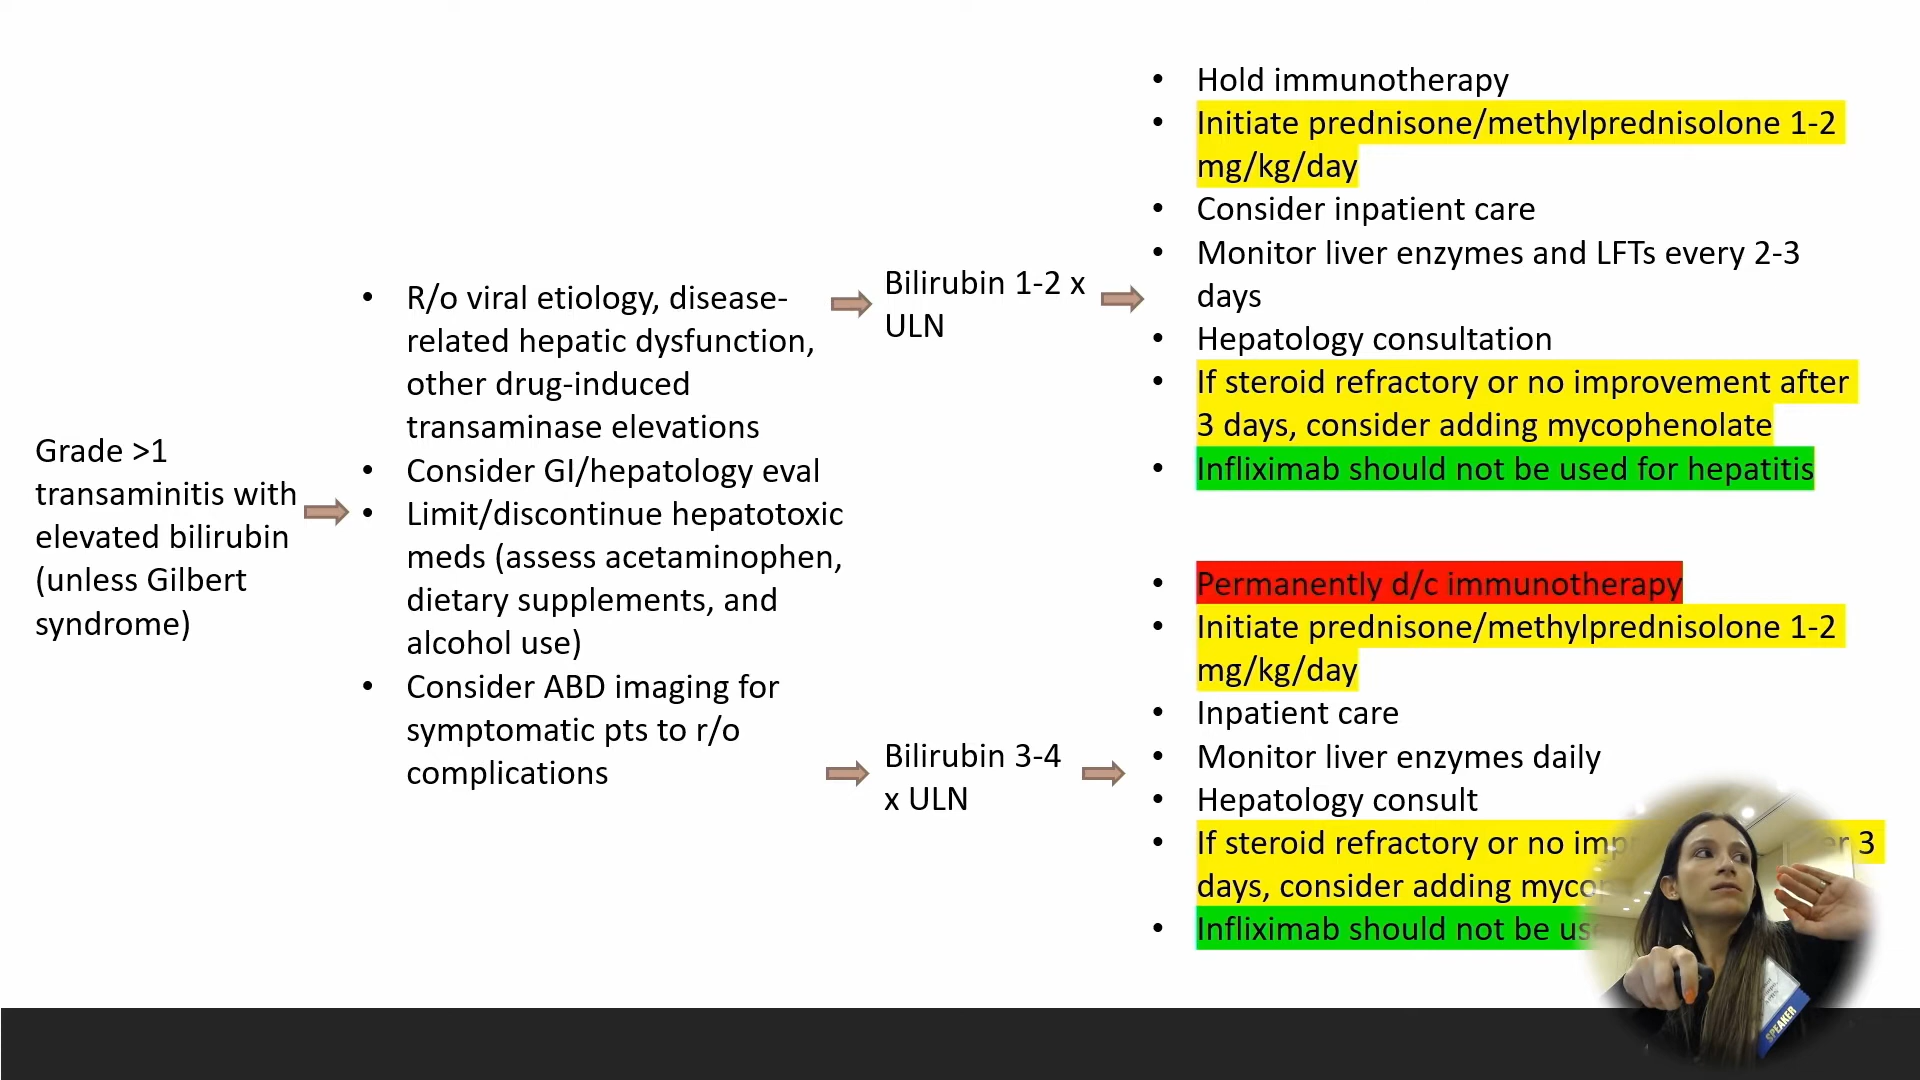 Grade >1
transaminitis with
elevated bilirubin
(unless Gilbert
syndrome)
• R/o viral etiology, disease-
related hepatic dysfunction,
other drug-induced
transaminase elevations
• Consider GI/hepatology eval
• Limit/discontinue hepatotoxic
meds (assess acetaminophen,
dietary supplements, and
alcohol use)
• Consider ABD imaging for
symptomatic pts to r/o
complications
Bilirubin 1-2 x
ULN
• Hold immunotherapy
• Initiate prednisone/methylprednisolone 1-2
mg/kg/day
• Consider inpatient care
• Monitor liver enzymes and LFTs every 2-3
days
• Hepatology consultation
• If steroid refractory or no improvement after
3 days, consider adding mycophenolate
• Infliximab should not be used for hepatitis
Bilirubin 3-4
x ULN
• Permanently d/c immunotherapy
• Initiate prednisone/methylprednisolone 1-2
mg/kg/day
• Inpatient care
• Monitor liver enzymes daily
• Hepatology consult
• If steroid refractory or no 3
days, consider adding
• Infliximab should not be
SPEAKER